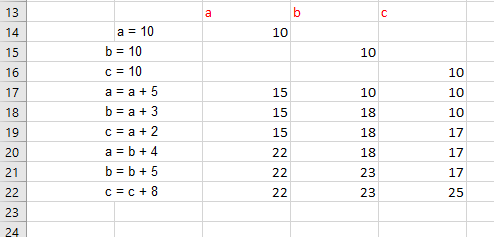 13 a b c
14 a = 10 10
15 b = 10 10
16 c = 10 10
17 a = a + 5 15 10 10
18 b = a + 3 15 18 10
19 c = a + 2 15 18 17
20 a = b + 4 22 18 17
21 b = b + 5 22 23 17
22 c = c + 8 22 23 25
23
24